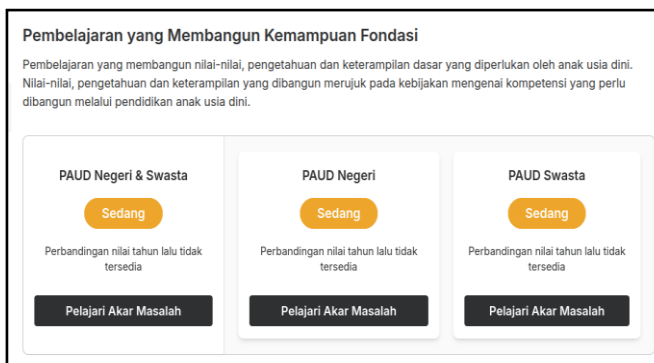 Pembelajaran yang Membangun Kemampuan Fondasi
Pembelajaran yang membangun nilai-nilai, pengetahuan dan keterampilan dasar yang diperlukan oleh anak usia dini.
Nilai-nilai, pengetahuan dan keterampilan yang dibangun merujuk pada kebijakan mengenai kompetensi yang perlu
dibangun melalui pendidikan anak usia dini.
PAUD Negeri & Swasta
Sedang
Perbandingan nilai tahun lalu tidak
tersedia
Pelajari Akar Masalah
PAUD Negeri
Sedang
Perbandingan nilai tahun lalu tidak
tersedia
Pelajari Akar Masalah
PAUD Swasta
Sedang
Perbandingan nilai tahun lalu tidak
tersedia
Pelajari Akar Masalah